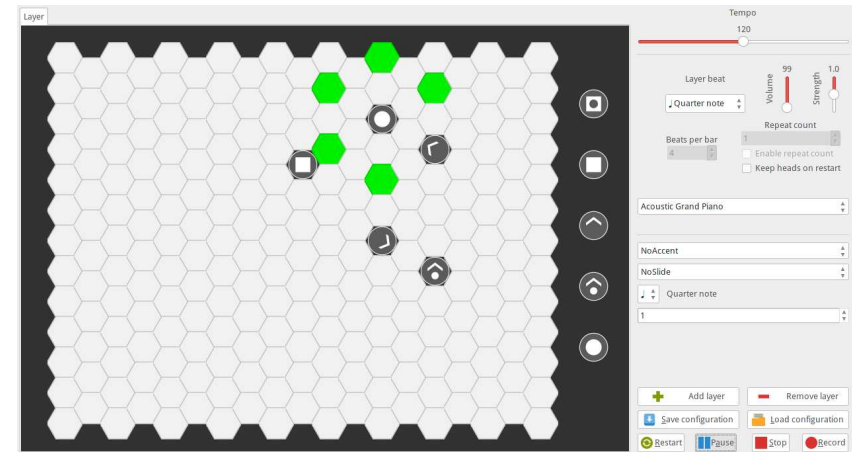 Layer
Tempo
120
Layer beat
Volume
99
Strength
1.0
♩ Quarter note
Repeat count
Beats per bar
1
4
Enable repeat count
Keep heads on restart
Acoustic Grand Piano
NoAccent
NoSlide
♩ Quarter note
1
Add layer
Remove layer
Save configuration
Load configuration
Restart
Pause
Stop
Record